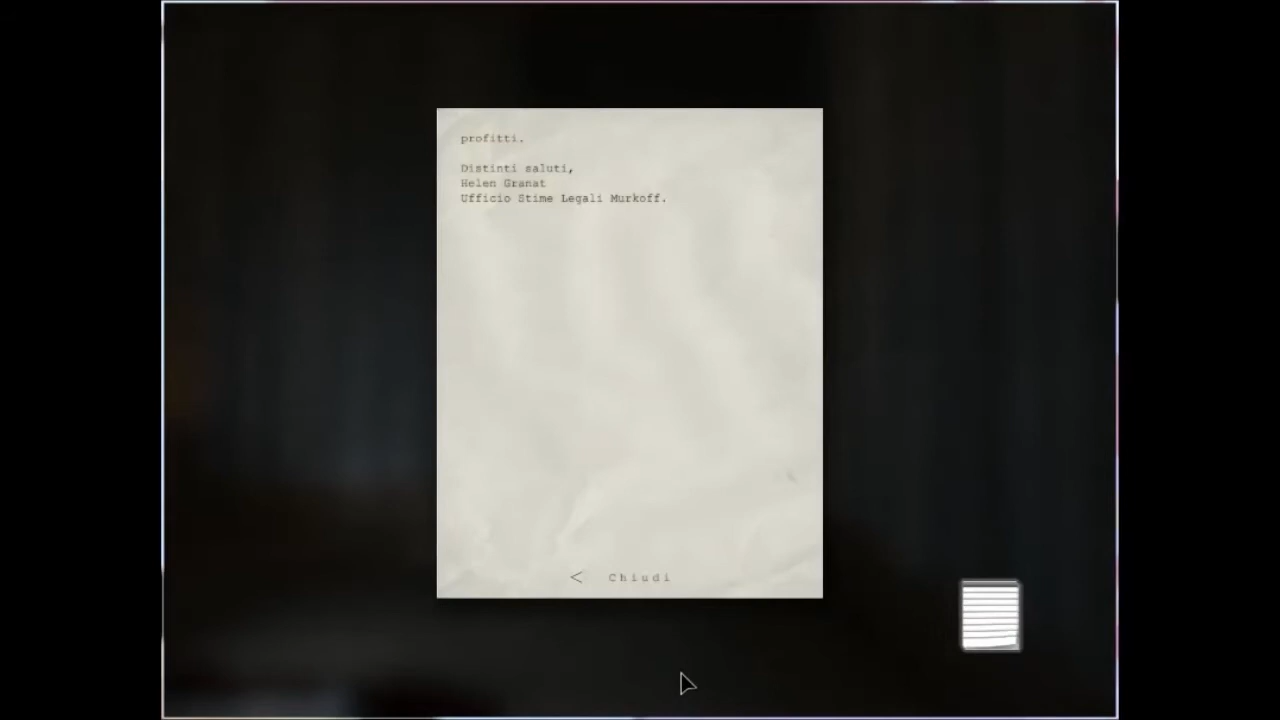 profitti.
Distinti saluti,
Helen Granat
Ufficio Stime Legali Murkoff.
< Chiudi